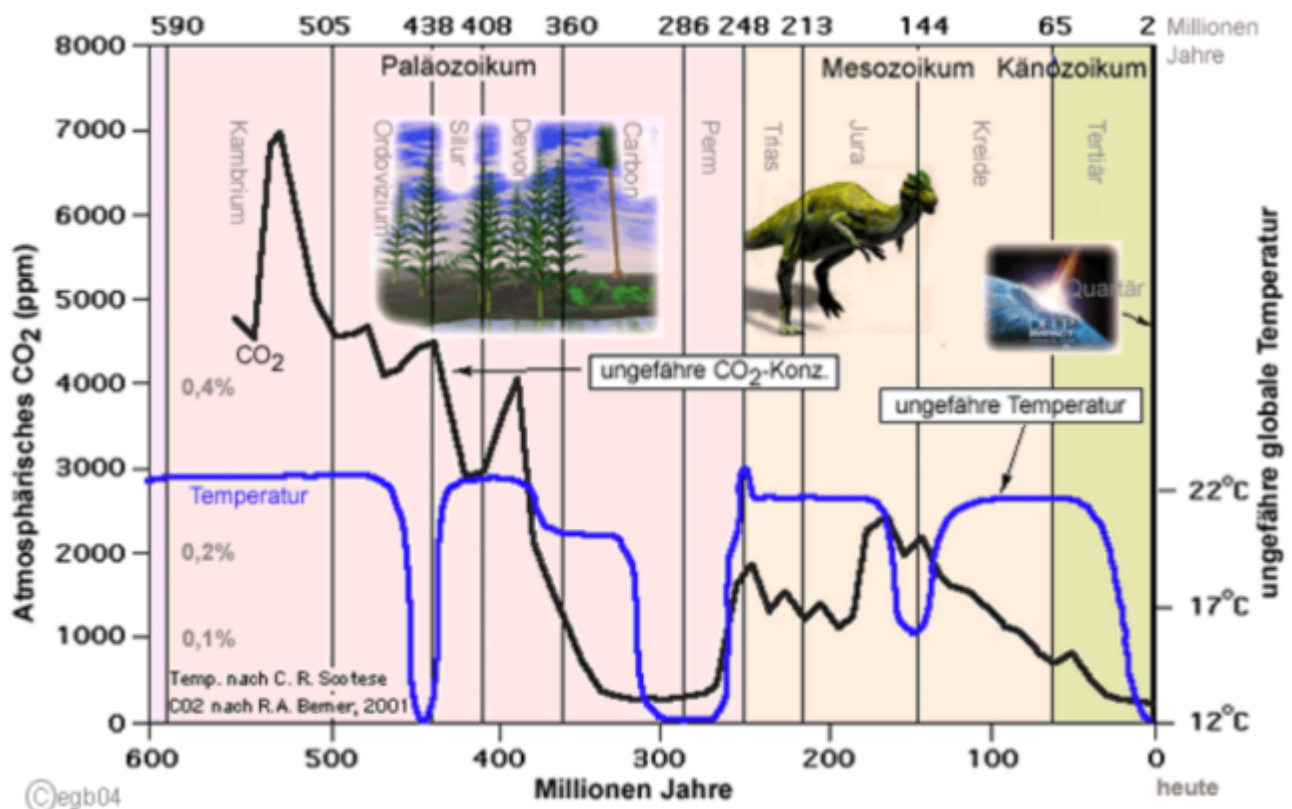 590 505 438 408 360 286 248 213 144 65 2 Millionen
Jahre
8000
7000
6000
5000
4000
3000
2000
1000
0
Atmosphärisches CO2 (ppm)
Paläozoikum
Mesozoikum
Känozoikum
Kambrium
Ordovizium
Silur
Devon
Carbon
Perm
Trias
Jura
Kreide
Tertiär
Quartär
CO2
ungefähre CO2-Konz.
ungefähre Temperatur
0,4%
Temperatur
0,2%
0,1%
Temp. nach C. R. Scotese
CO2 nach R.A. Berner, 2001
22°C
17°C
12°C
ungefähre globale Temperatur
600 500 400 300 200 100 0
Millionen Jahre
heute
©egb04